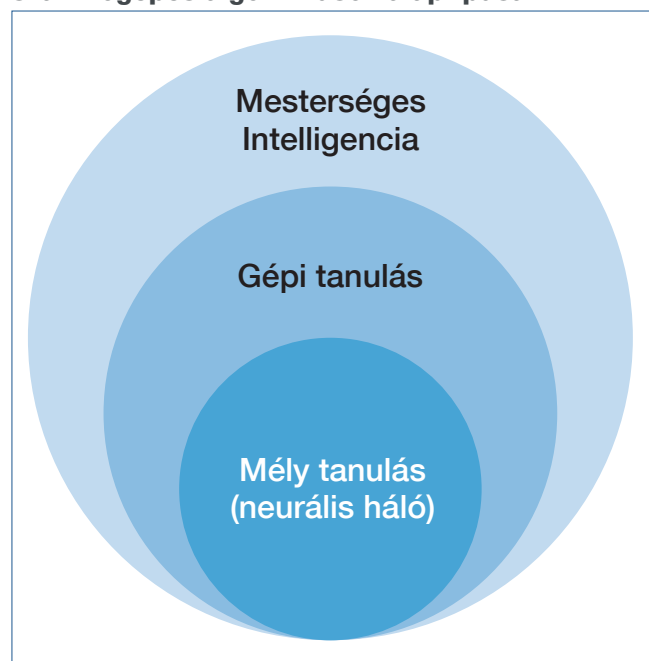 Mesterséges
Intelligencia
Gépi tanulás
Mély tanulás
(neurális háló)